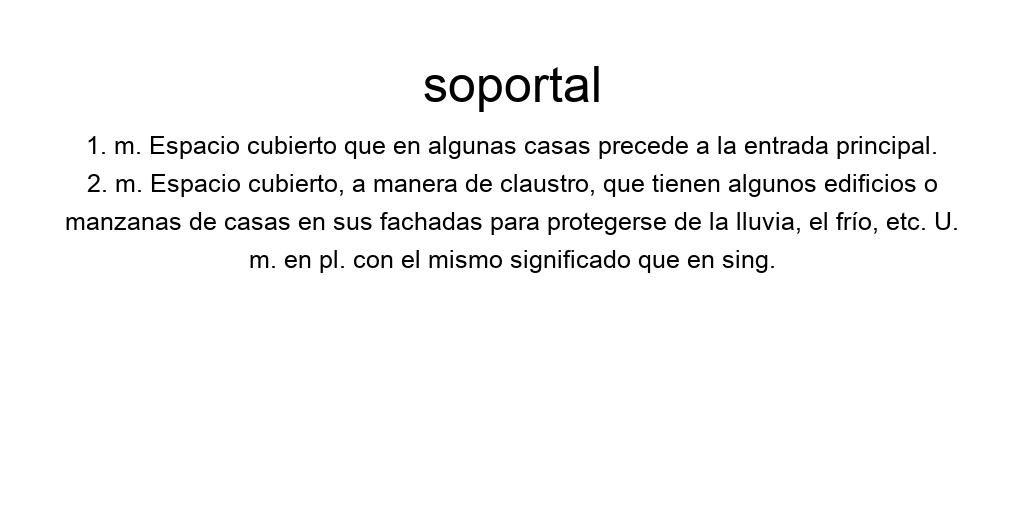 soportal
1. m. Espacio cubierto que en algunas casas precede a la entrada principal.
2. m. Espacio cubierto, a manera de claustro, que tienen algunos edificios o
manzanas de casas en sus fachadas para protegerse de la lluvia, el frío, etc. U.
m. en pl. con el mismo significado que en sing.